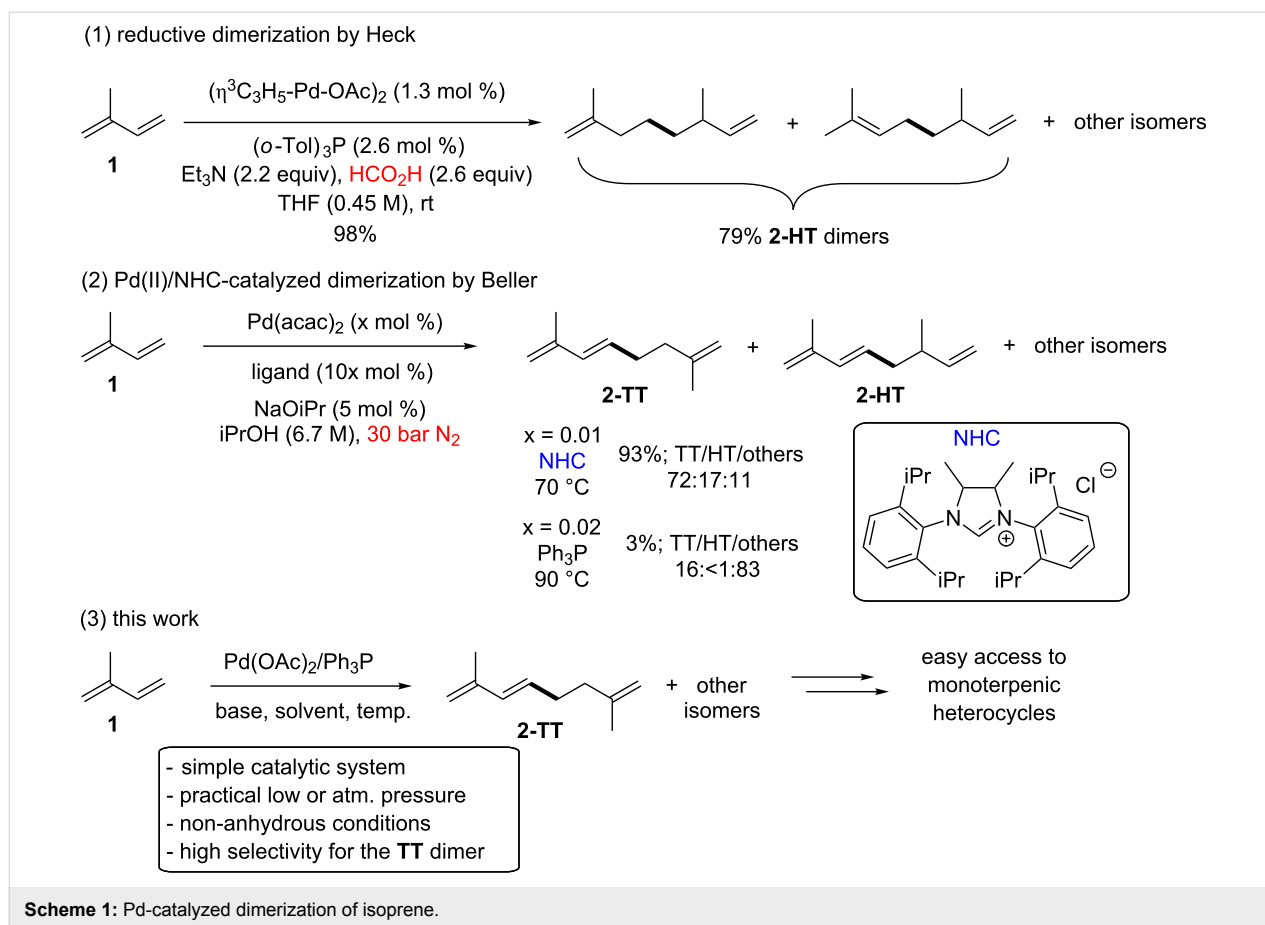 (1) reductive dimerization by Heck
(η³C₃H₅-Pd-OAc)₂ (1.3 mol %)
1
(o-Tol)₃P (2.6 mol %)
Et₃N (2.2 equiv), HCO₂H (2.6 equiv)
THF (0.45 M), rt
98%
+
+ other isomers
79% 2-HT dimers
(2) Pd(II)/NHC-catalyzed dimerization by Beller
1
Pd(acac)₂ (x mol %)
ligand (10x mol %)
NaOiPr (5 mol %)
iPrOH (6.7 M), 30 bar N₂
2-TT
+
2-HT
+ other isomers
x = 0.01
NHC
70 °C
93%; TT/HT/others
72:17:11
x = 0.02
Ph₃P
90 °C
3%; TT/HT/others
16:<1:83
NHC
iPr
iPr
Cl ⊖
N
N
⊕
iPr
iPr
(3) this work
1
Pd(OAc)₂/Ph₃P
base, solvent, temp.
2-TT
+ other
isomers
easy access to
monoterpenic
heterocycles
- simple catalytic system
- practical low or atm. pressure
- non-anhydrous conditions
- high selectivity for the TT dimer
Scheme 1: Pd-catalyzed dimerization of isoprene.